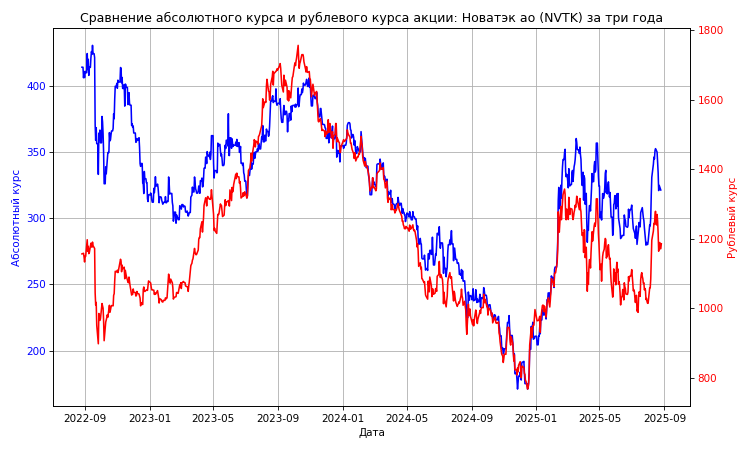 Сравнение абсолютного курса и рублевого курса акции: Новатэк ао (NVTK) за три года
Абсолютный курс
400
350
300
250
200
1800
1600
1400
1200
1000
800
Рублевый курс
2022-09 2023-01 2023-05 2023-09 2024-01 2024-05 2024-09 2025-01 2025-05 2025-09
Дата